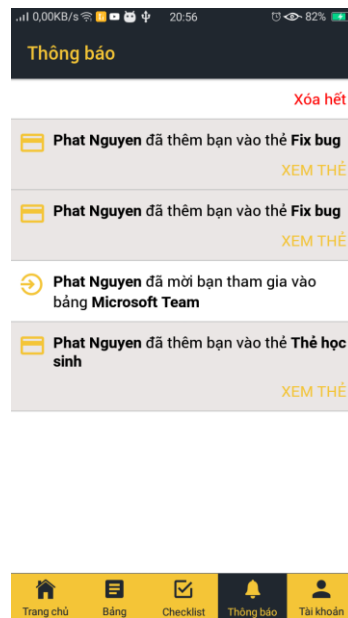 0,00KB/s 20:56 82%
Thông báo
Xóa hết
Phat Nguyen đã thêm bạn vào thẻ Fix bug
XEM THẺ
Phat Nguyen đã thêm bạn vào thẻ Fix bug
XEM THẺ
Phat Nguyen đã mời bạn tham gia vào
bảng Microsoft Team
Phat Nguyen đã thêm bạn vào thẻ Thẻ học
sinh
XEM THẺ
Trang chủ Bảng Checklist Thông báo Tài khoản